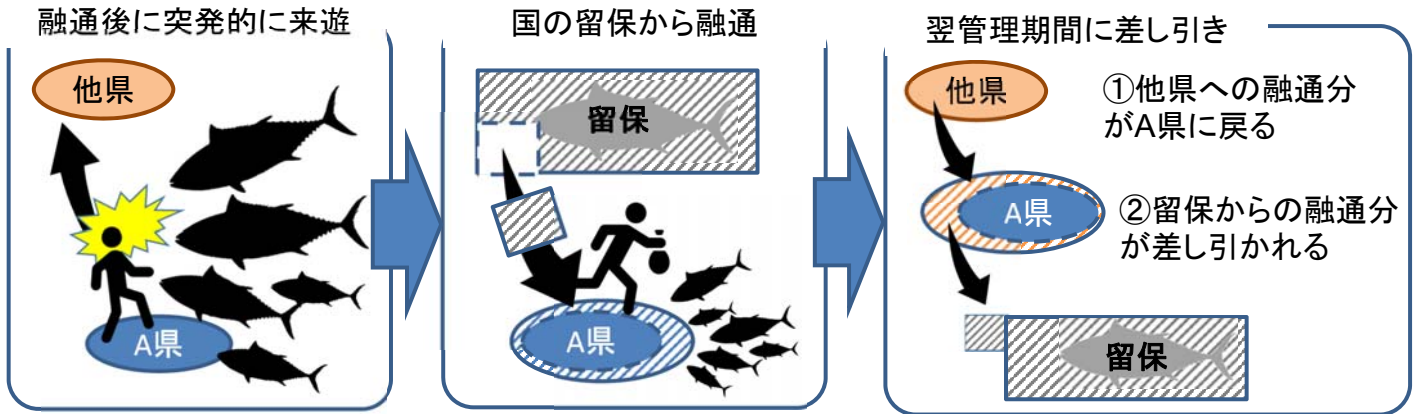 融通後に突発的に来遊
他県
A県
国の留保から融通
留保
A県
翌管理期間に差し引き
他県
①他県への融通分
がA県に戻る
A県
②留保からの融通分
が差し引かれる
留保